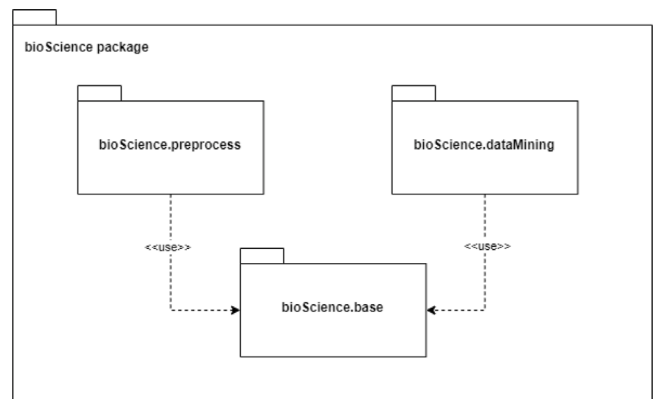 bioScience package
bioScience.preprocess
bioScience.dataMining
<<use>>
<<use>>
bioScience.base